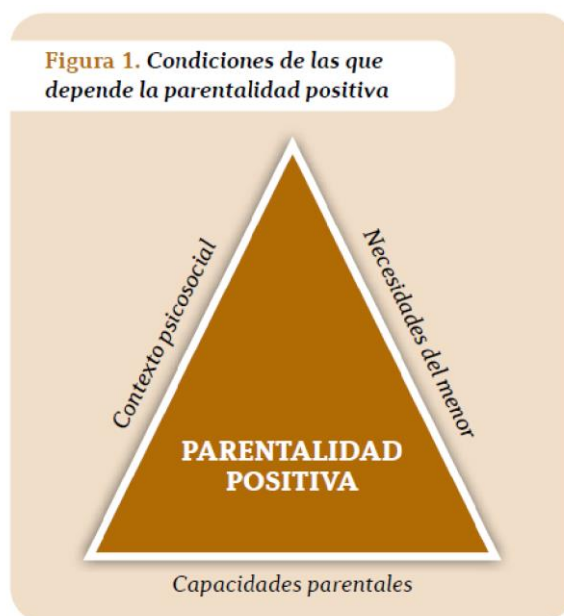 Figura 1. Condiciones de las que
depende la parentalidad positiva
Contexto psicosocial
Necesidades del menor
PARENTALIDAD
POSITIVA
Capacidades parentales